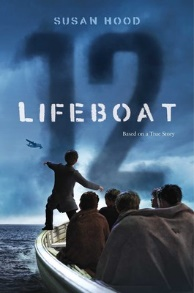 SUSAN HOOD
12
LIFEBOAT
Based on a True Story